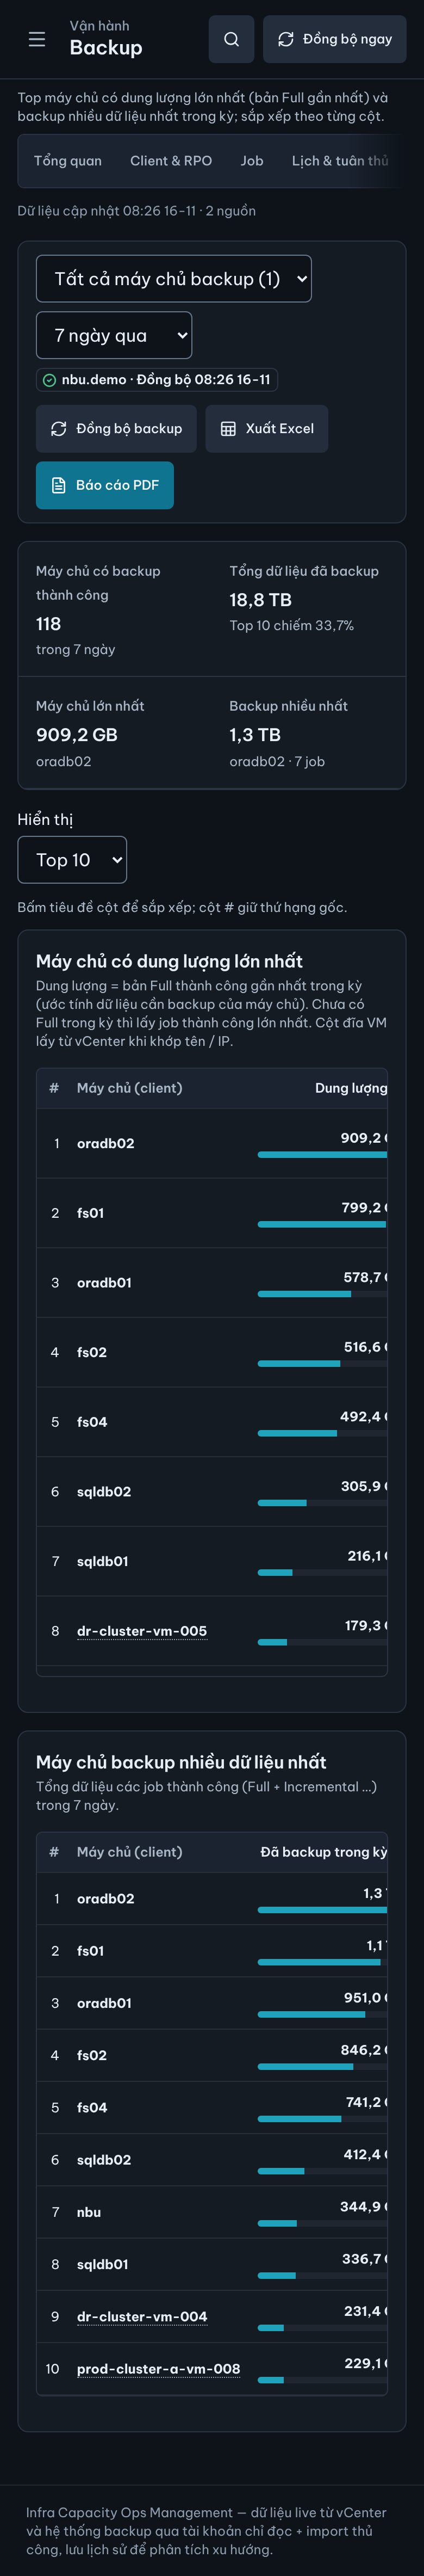 Vận hành
Backup
Đồng bộ ngay
Top máy chủ có dung lượng lớn nhất (bản Full gần nhất) và
backup nhiều dữ liệu nhất trong kỳ; sắp xếp theo từng cột.
Tổng quan
Client & RPO
Job
Lịch & tuân thủ
Dữ liệu cập nhật 08:26 16-11 · 2 nguồn
Tất cả máy chủ backup (1)
7 ngày qua
nbu.demo · Đồng bộ 08:26 16-11
Đồng bộ backup
Xuất Excel
Báo cáo PDF
Máy chủ có backup
thành công
118
trong 7 ngày
Tổng dữ liệu đã backup
18,8 TB
Top 10 chiếm 33,7%
Máy chủ lớn nhất
909,2 GB
oradb02
Backup nhiều nhất
1,3 TB
oradb02 · 7 job
Hiển thị
Top 10
Bấm tiêu đề cột để sắp xếp; cột # giữ thứ hạng gốc.
Máy chủ có dung lượng lớn nhất
Dung lượng = bản Full thành công gần nhất trong kỳ
(ước tính dữ liệu cần backup của máy chủ). Chưa có
Full trong kỳ thì lấy job thành công lớn nhất. Cột đĩa VM
lấy từ vCenter khi khớp tên / IP.
# Máy chủ (client) Dung lượng
1 oradb02 909,2
2 fs01 799,2
3 oradb01 578,7
4 fs02 516,6
5 fs04 492,4
6 sqldb02 305,9
7 sqldb01 216,1
8 dr-cluster-vm-005 179,3
Máy chủ backup nhiều dữ liệu nhất
Tổng dữ liệu các job thành công (Full + Incremental …)
trong 7 ngày.
# Máy chủ (client) Đã backup trong kỳ
1 oradb02 1,3
2 fs01 1,1
3 oradb01 951,0
4 fs02 846,2
5 fs04 741,2
6 sqldb02 412,4
7 nbu 344,9
8 sqldb01 336,7
9 dr-cluster-vm-004 231,4
10 prod-cluster-a-vm-008 229,1
Infra Capacity Ops Management — dữ liệu live từ vCenter
và hệ thống backup qua tài khoản chỉ đọc + import thủ
công, lưu lịch sử để phân tích xu hướng.